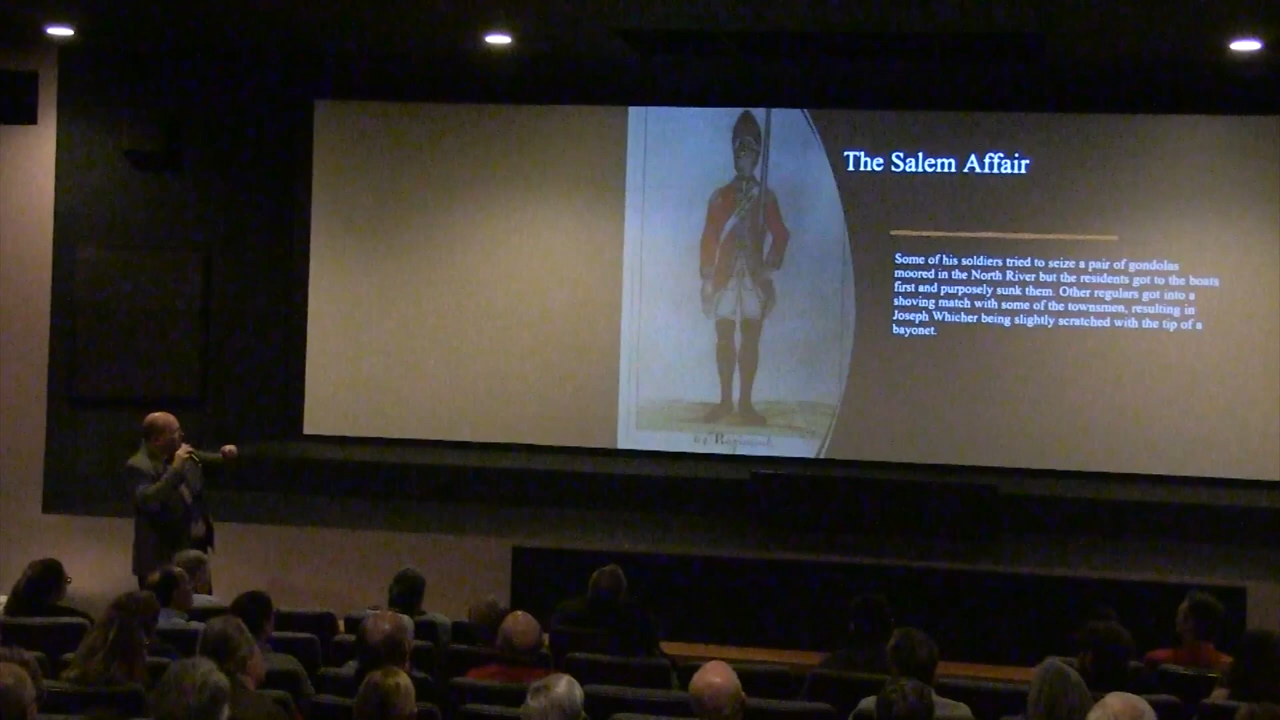 The Salem Affair
Some of his soldiers tried to seize a pair of gondolas
moored in the North River but the residents got to the boats
first and purposely sunk them. Other regulars got into a
shoving match with some of the townsmen, resulting in
Joseph Whicher being slightly scratched with the tip of a
bayonet.
64 Regiment